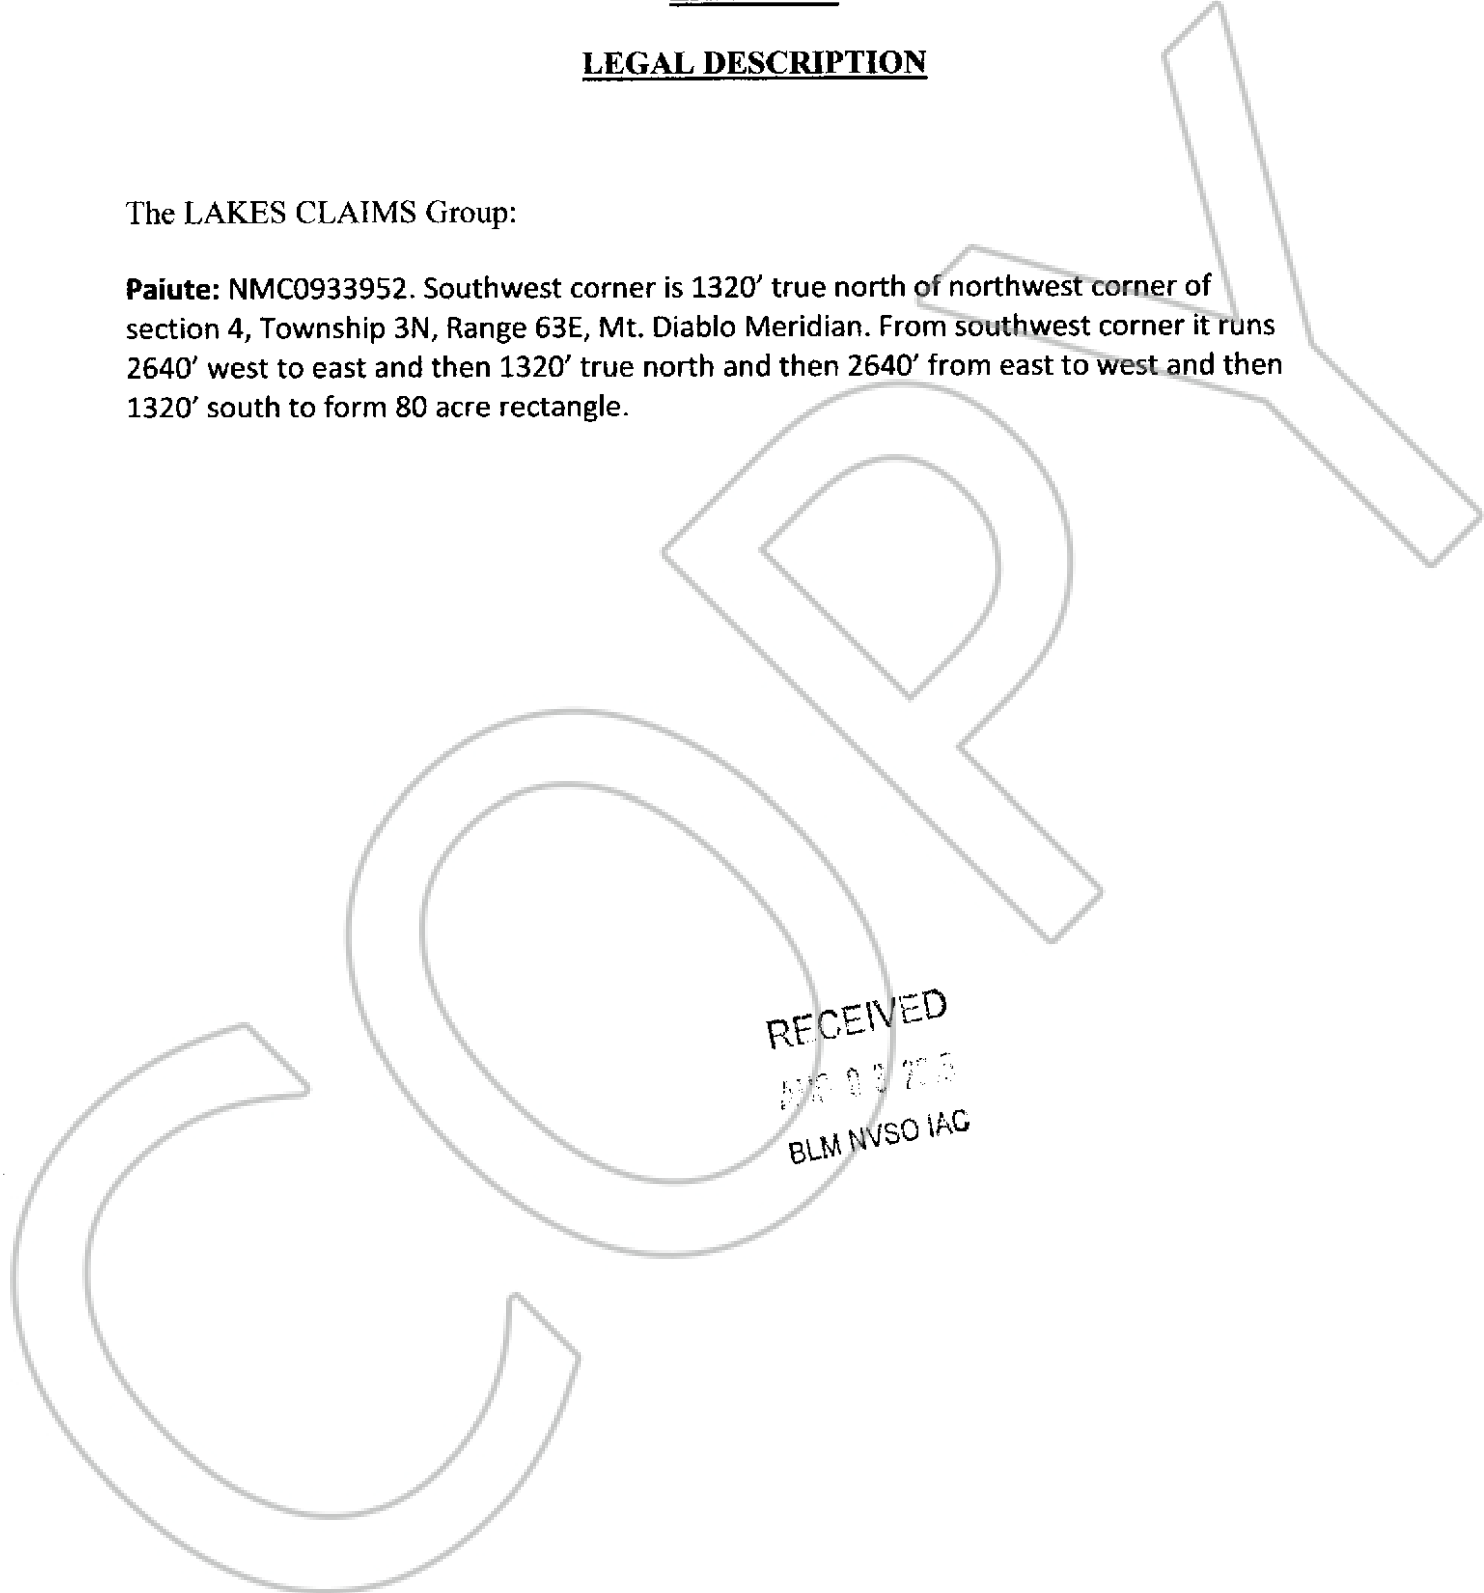 LEGAL DESCRIPTION
The LAKES CLAIMS Group:
Paiute: NMC0933952. Southwest corner is 1320’ true north of northwest corner of
section 4, Township 3N, Range 63E, Mt. Diablo Meridian. From southwest corner it runs
2640’ west to east and then 1320’ true north and then 2640’ from east to west and then
1320’ south to form 80 acre rectangle.
COPY
RECEIVED
BLM NVSO IAC